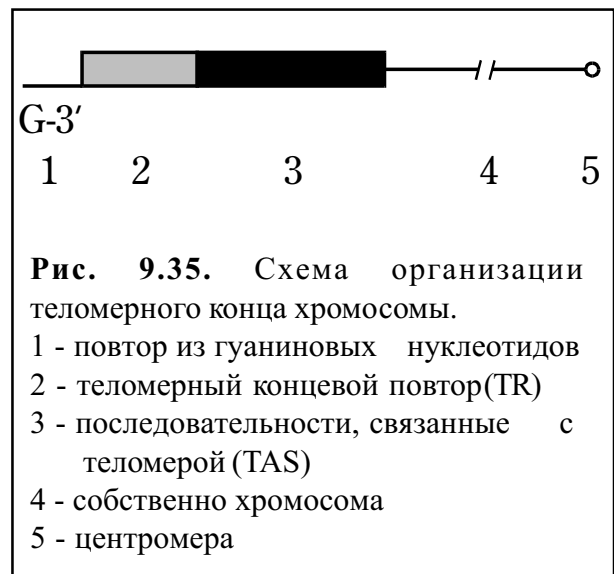 G-3′
1 2 3 4 5
Рис. 9.35. Схема организации
теломерного конца хромосомы.
1 - повтор из гуаниновых нуклеотидов
2 - теломерный концевой повтор(TR)
3 - последовательности, связанные с
теломерой (TAS)
4 - собственно хромосома
5 - центромера